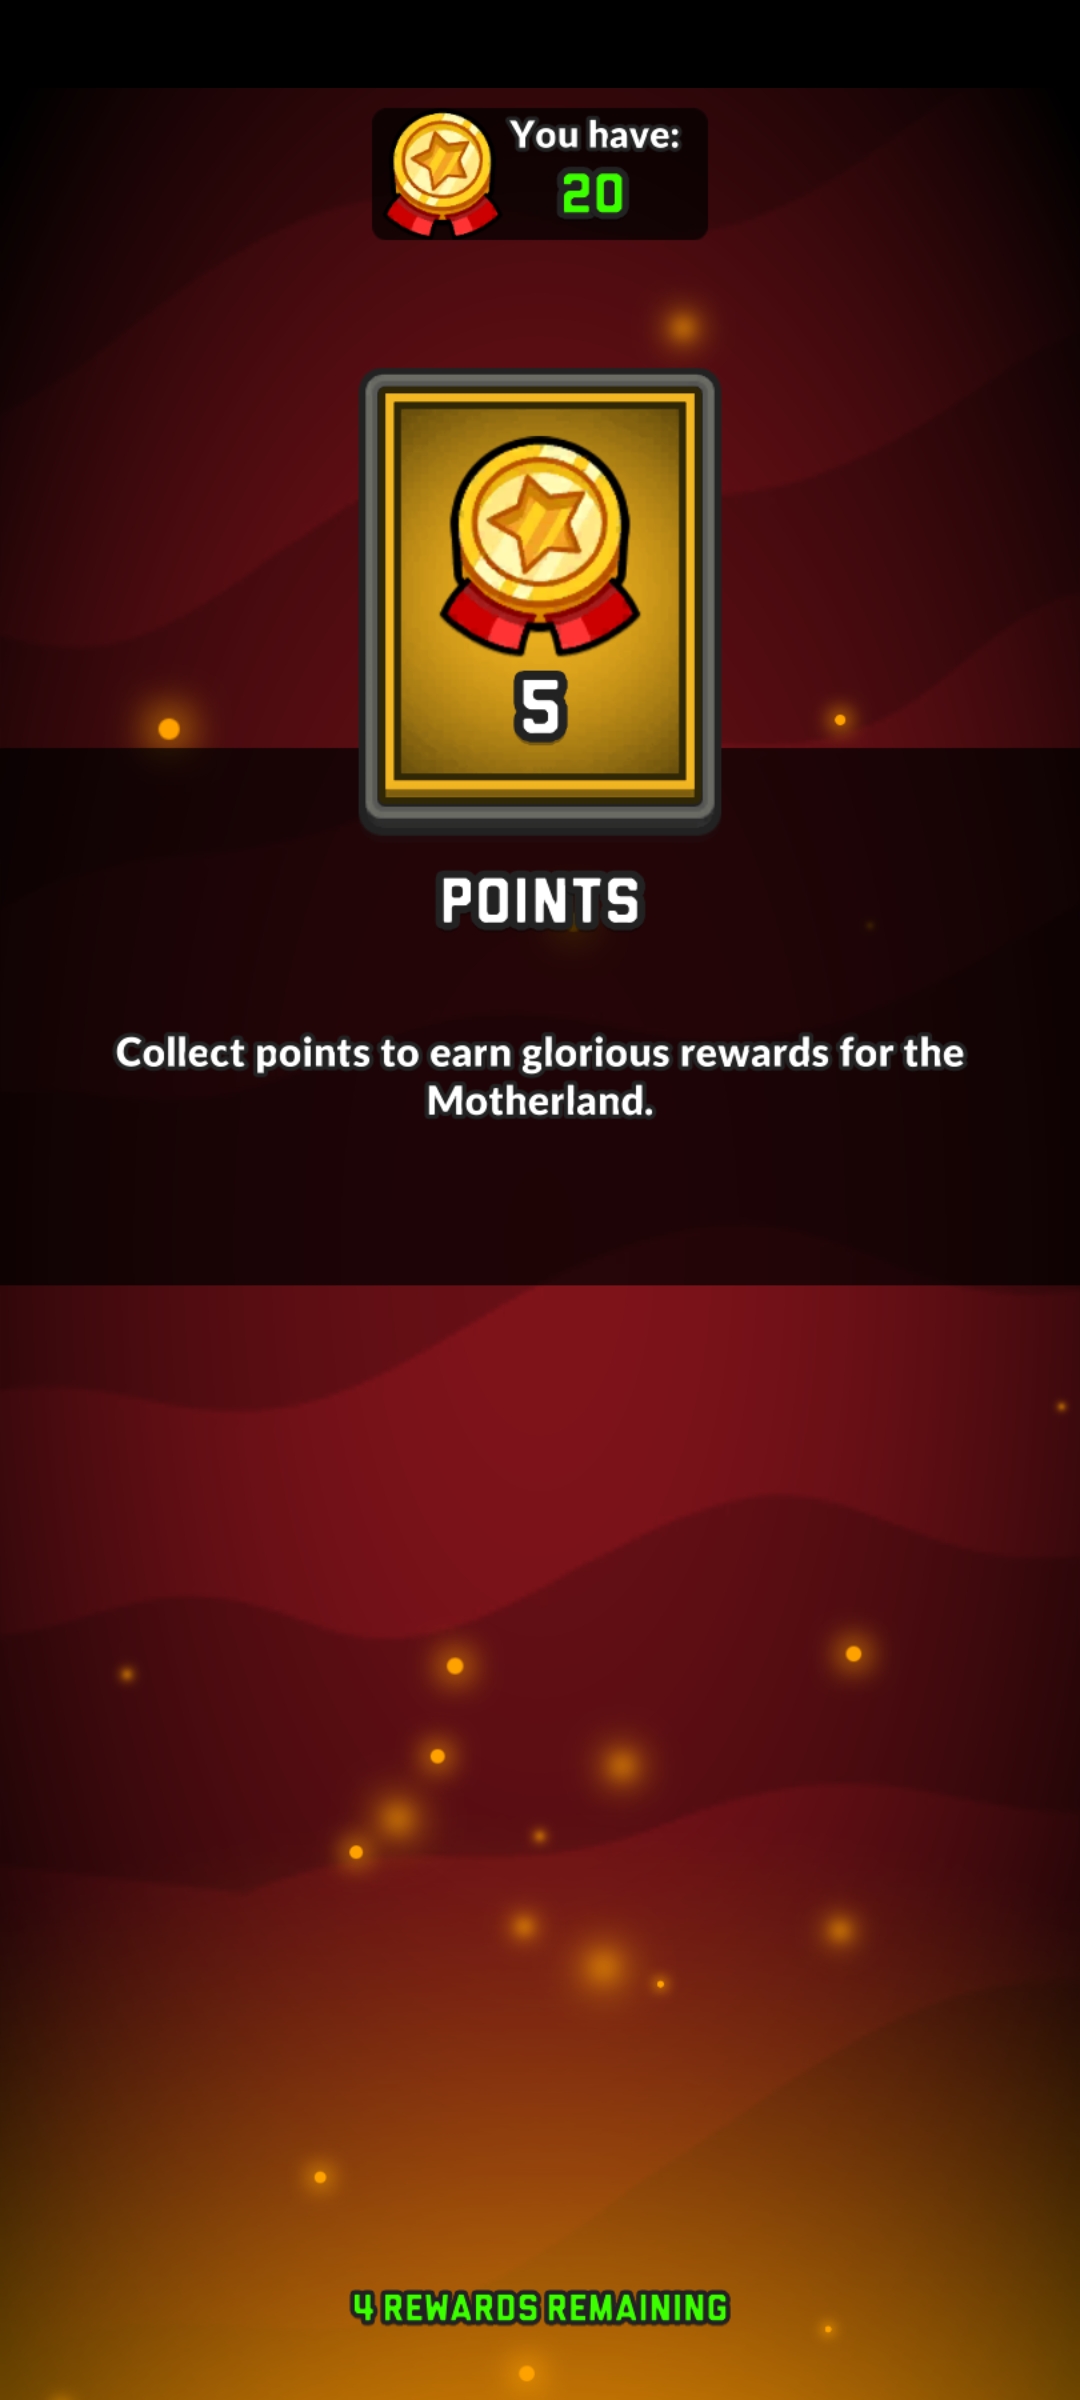 You have:
20
5
POINTS
Collect points to earn glorious rewards for the
Motherland.
4 REWARDS REMAINING